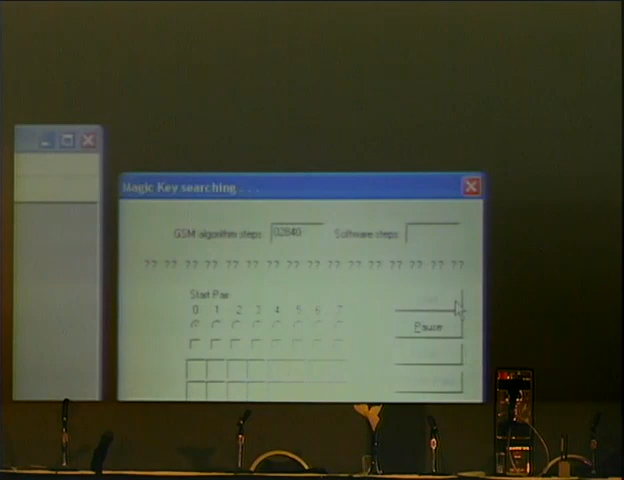 Magic Key searching . . .
GSM algorithm steps: 02840 Software steps:
?? ?? ?? ?? ?? ?? ?? ?? ?? ?? ?? ?? ?? ?? ?? ??
Start Pair
0 1 2 3 4 5 6 7
Pause